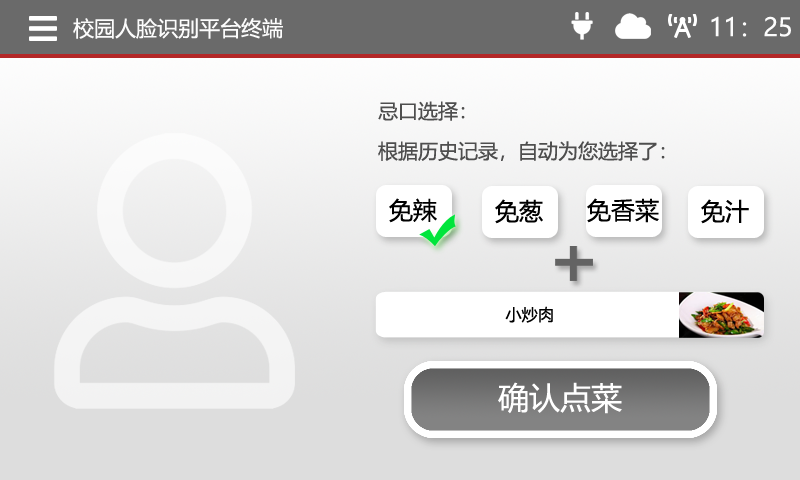 校园人脸识别平台终端
11：25
忌口选择：
根据历史记录，自动为您选择了：
免辣 免葱 免香菜 免汁
小炒肉
确认点菜